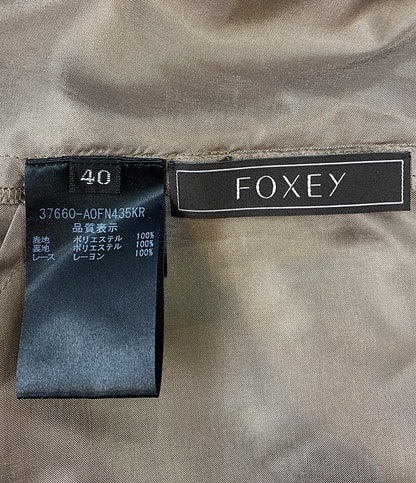 40
FOXEY
37660-AOFN435KR
品質表示
表地 ポリエステル 100%
裏地 ポリエステル 100%
レース レーヨン 100%